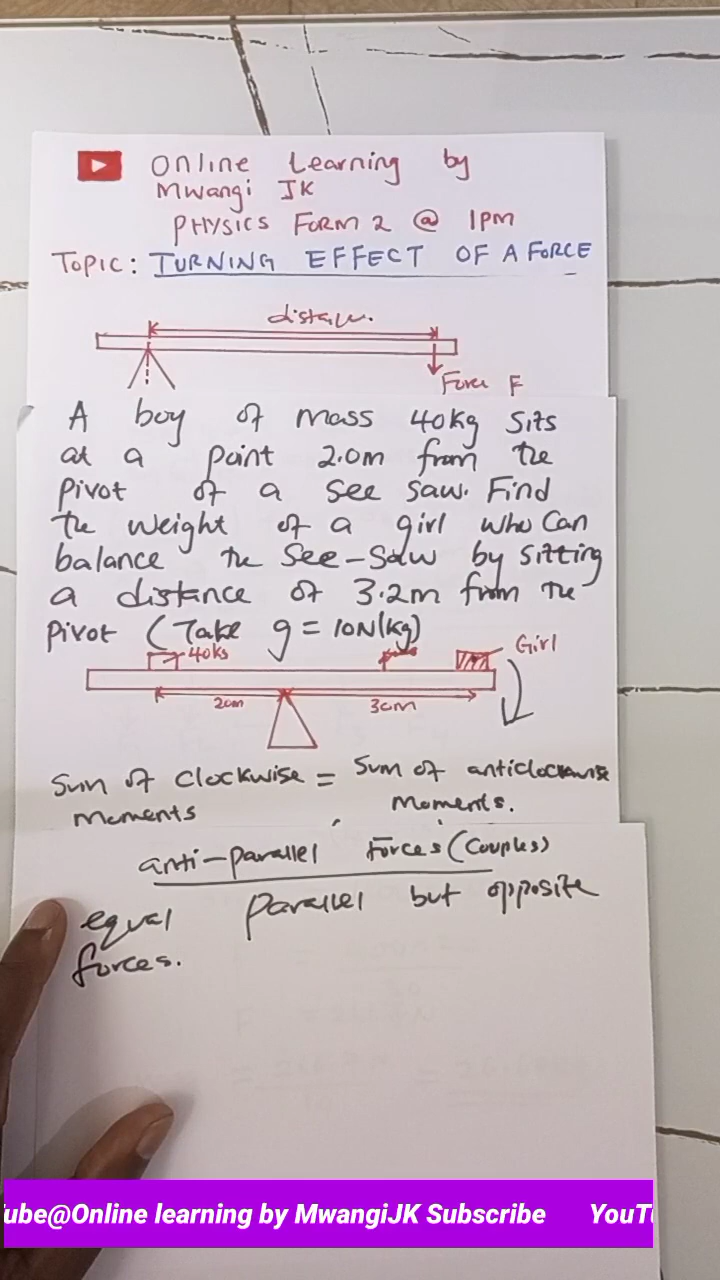 Online Learning by
Mwangi JK
PHYSICS FORM 2 @ 1PM
TOPIC: TURNING EFFECT OF A FORCE
distance.
Force F
A boy of mass 40kg sits
at a point 2.0m from the
pivot of a see saw. Find
the weight of a girl who can
balance the see-saw by sitting
a distance of 3.2m from the
pivot (Take g = 10N/kg)
40kg
Girl
2cm
3cm
Sum of clockwise = Sum of anticlockwise
moments
moments.
anti-parallel forces (couples)
equal parallel but opposite
forces.
ube@Online learning by MwangiJK Subscribe YouT